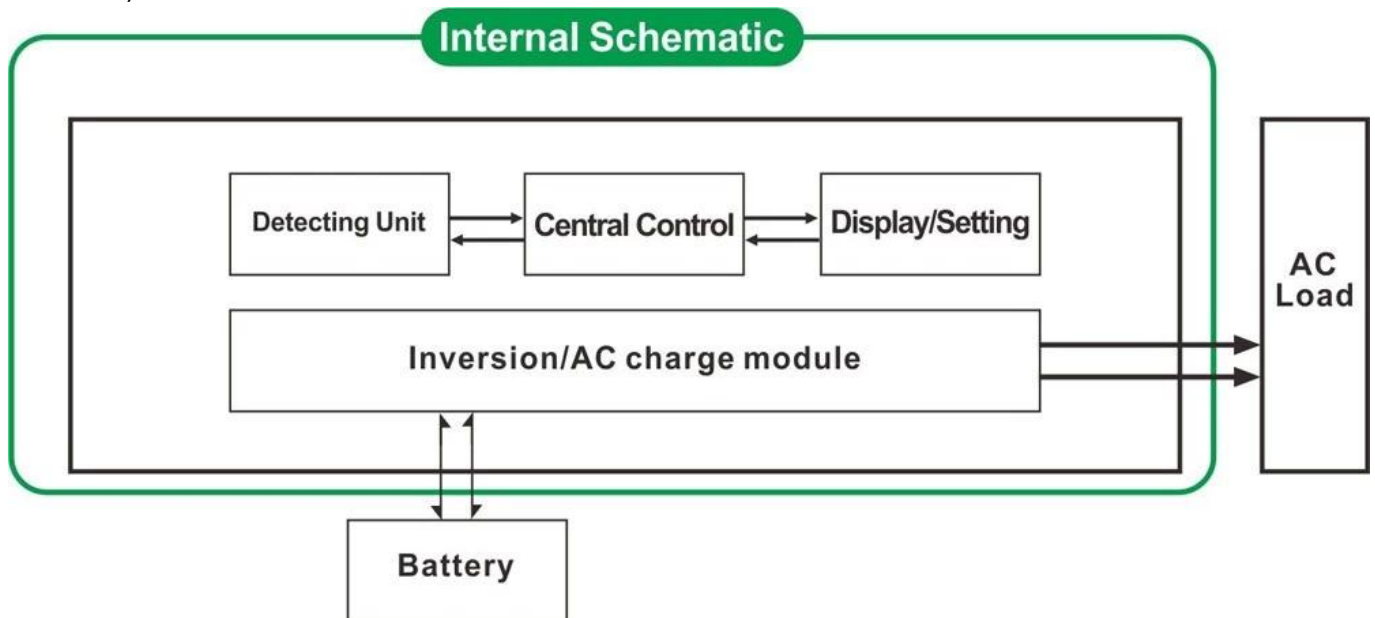 Internal Schematic
Detecting Unit
Central Control
Display/Setting
AC
Load
Inversion/AC charge module
Battery